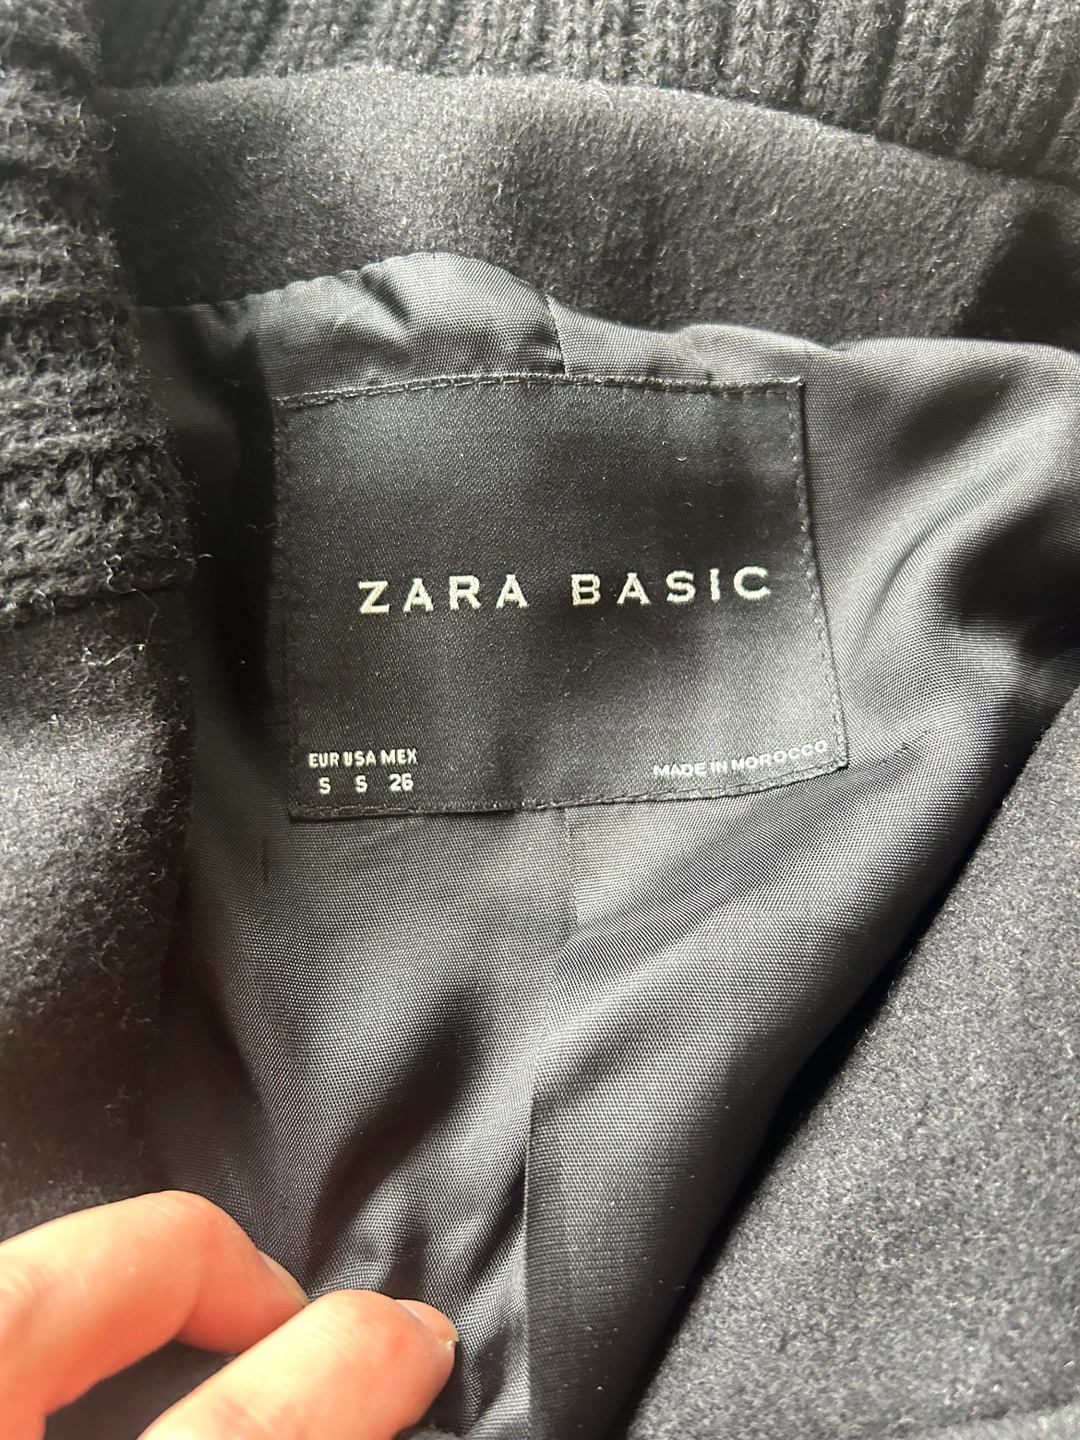 ZARA BASIC
EUR USA MEX
S S 26
MADE IN MOROCCO